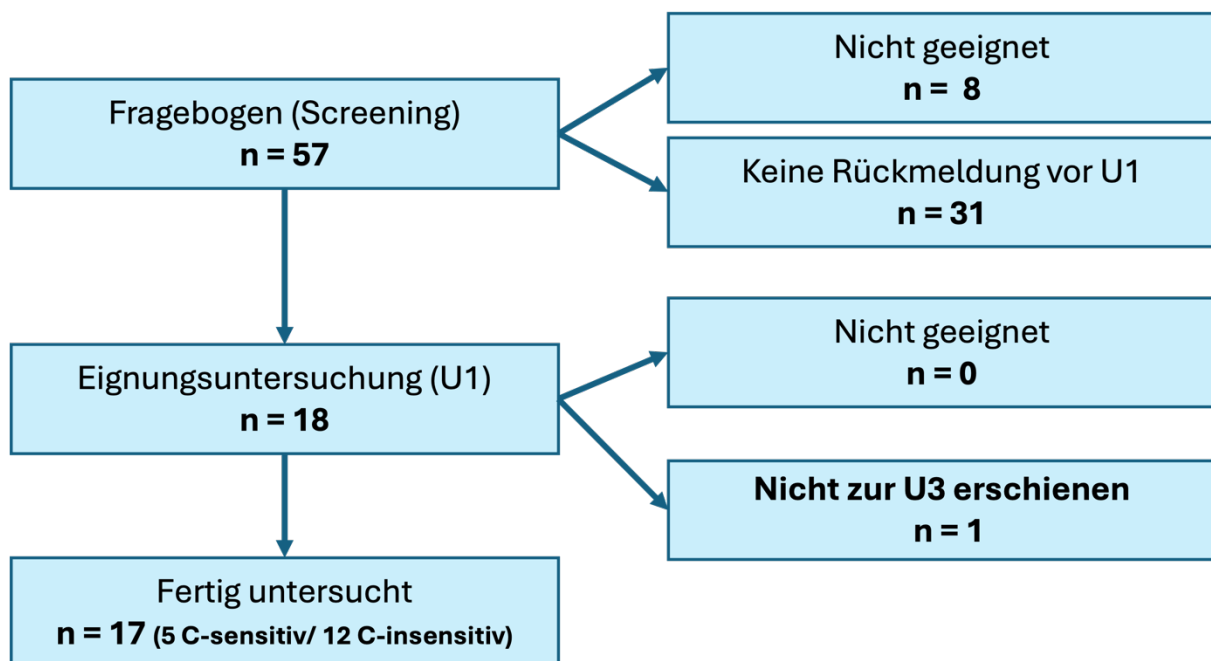 Nicht geeignet
n = 8
Fragebogen (Screening)
n = 57
Keine Rückmeldung vor U1
n = 31
Nicht geeignet
n = 0
Eignungsuntersuchung (U1)
n = 18
Nicht zur U3 erschienen
n = 1
Fertig untersucht
n = 17 (5 C-sensitiv/ 12 C-insensitiv)